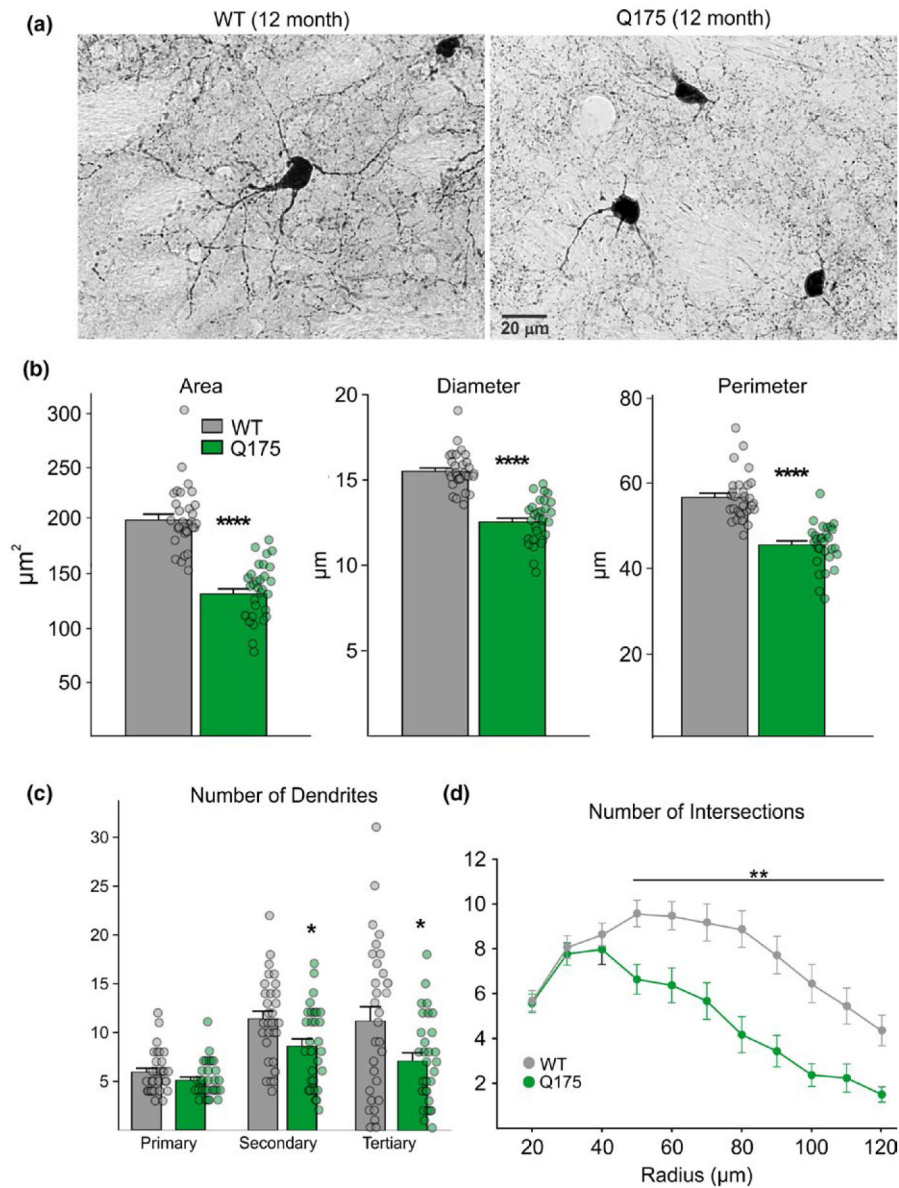 (a)
WT (12 month)
Q175 (12 month)
20 µm
(b)
Area
Diameter
Perimeter
WT
Q175
µm²
300
250
200
150
100
50
****
µm
20
15
10
5
****
µm
80
60
40
20
****
(c)
Number of Dendrites
30
25
20
15
10
5
*
*
Primary
Secondary
Tertiary
(d)
Number of Intersections
12
10
8
6
4
2
**
WT
Q175
20 40 60 80 100 120
Radius (µm)